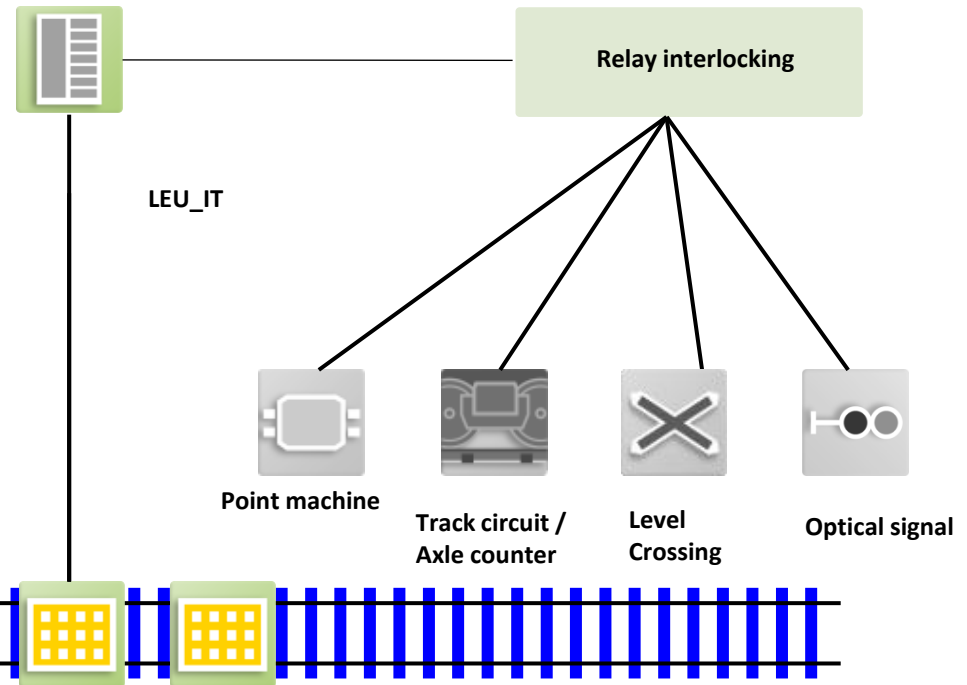 Relay interlocking
LEU_IT
Point machine
Track circuit /
Axle counter
Level
Crossing
Optical signal